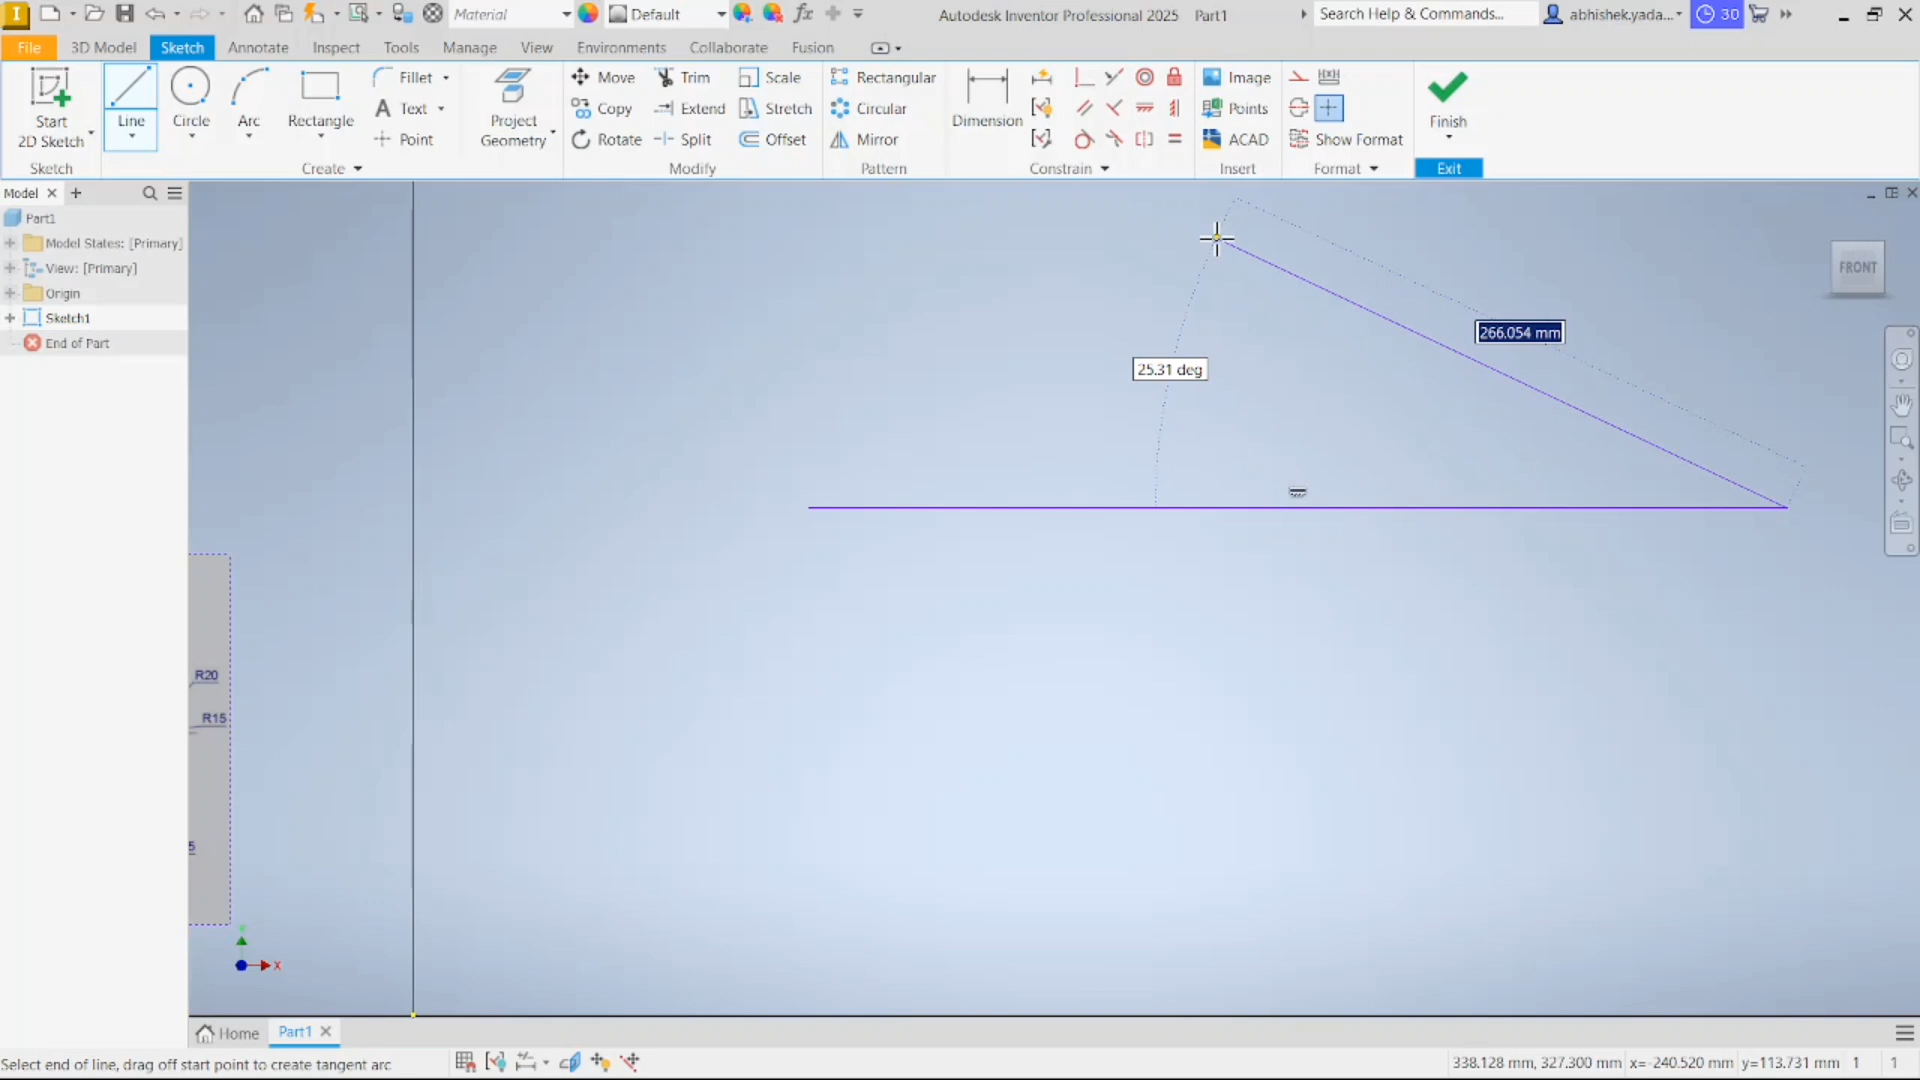 I
Material
Default
fx
Autodesk Inventor Professional 2025 Part1
Search Help & Commands...
abhishek.yada...
30
File 3D Model Sketch Annotate Inspect Tools Manage View Environments Collaborate Fusion
Start
2D Sketch
Line
Circle
Arc
Rectangle
Fillet
A Text
Point
Project
Geometry
Move
Copy
Rotate
Trim
Extend
Split
Scale
Stretch
Offset
Rectangular
Circular
Mirror
Dimension
Image
Points
ACAD
Show Format
Finish
Sketch Create Modify Pattern Constrain Insert Format Exit
Model
Part1
Model States: [Primary]
View: [Primary]
Origin
Sketch1
End of Part
FRONT
266.054 mm
25.31 deg
R20
R15
5
X
Home Part1
Select end of line, drag off start point to create tangent arc
338.128 mm, 327.300 mm x=-240.520 mm y=113.731 mm 1 1